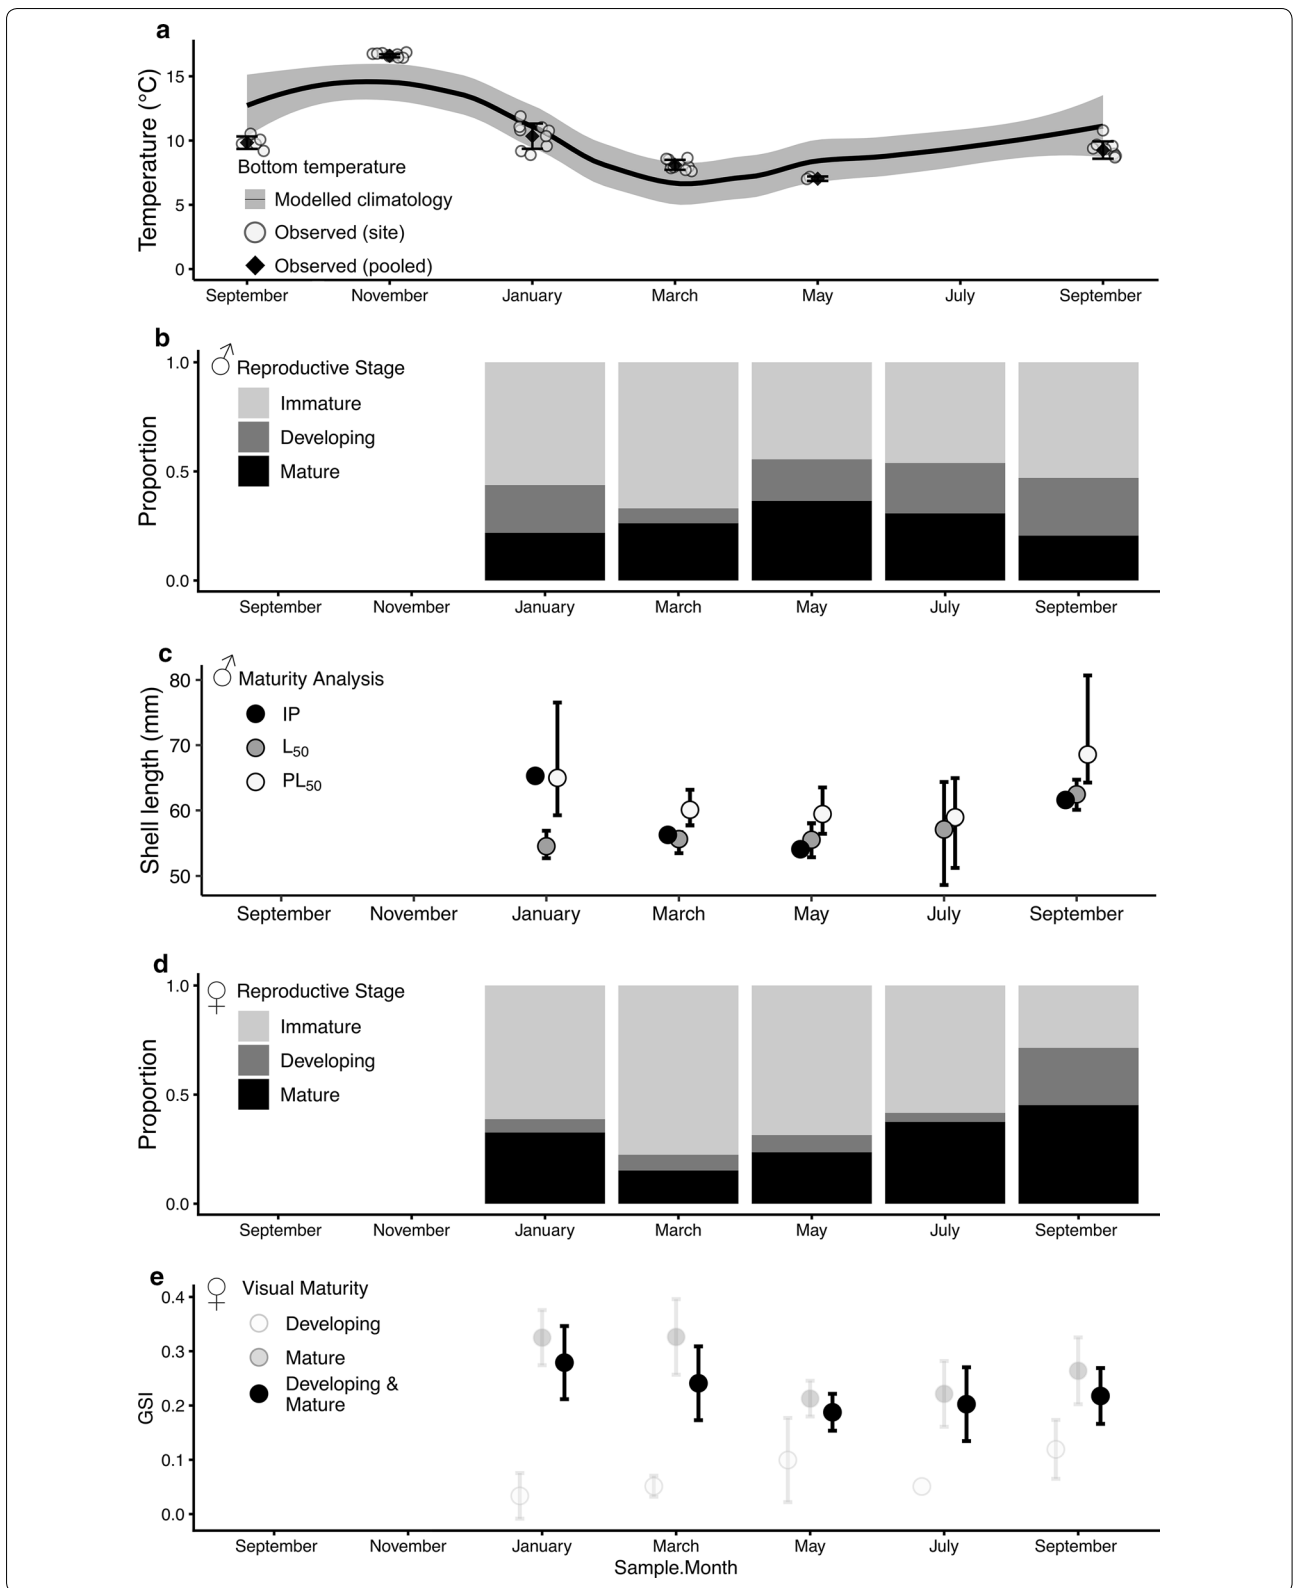 a
Temperature (°C)
15
10
5
0
Bottom temperature
Modelled climatology
Observed (site)
Observed (pooled)
September November January March May July September
b
♂ Reproductive Stage
Proportion
1.0
0.5
0.0
Immature
Developing
Mature
September November January March May July September
c
♂ Maturity Analysis
Shell length (mm)
80
70
60
50
IP
L50
PL50
September November January March May July September
d
♀ Reproductive Stage
Proportion
1.0
0.5
0.0
Immature
Developing
Mature
September November January March May July September
e
♀ Visual Maturity
GSI
0.4
0.3
0.2
0.1
0.0
Developing
Mature
Developing &
Mature
September November January March May July September
Sample.Month